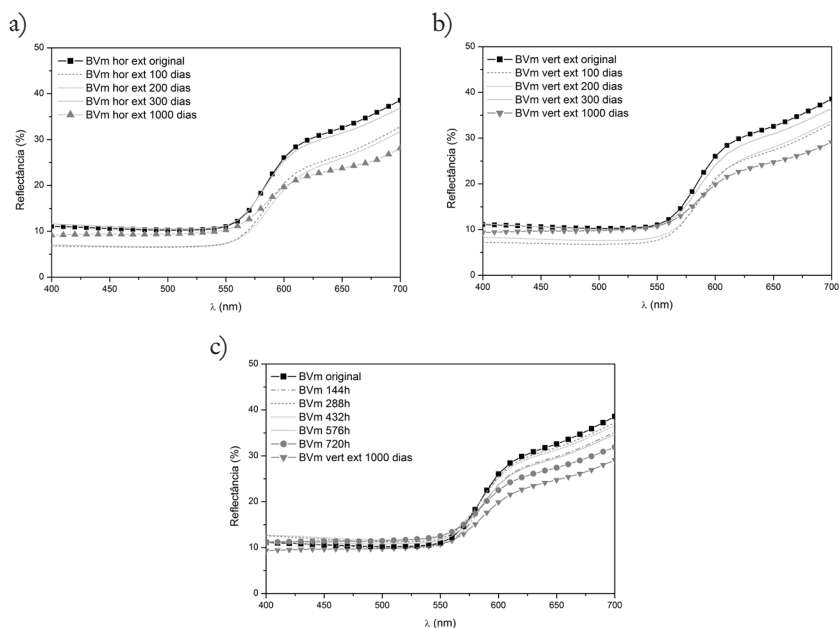 a)
50
40
30
20
10
0
Reflectância (%)
BVm hor ext original
BVm hor ext 100 dias
BVm hor ext 200 dias
BVm hor ext 300 dias
BVm hor ext 1000 dias
400 450 500 550 600 650 700
λ (nm)
b)
50
40
30
20
10
0
Reflectância (%)
BVm vert ext original
BVm vert ext 100 dias
BVm vert ext 200 dias
BVm vert ext 300 dias
BVm vert ext 1000 dias
400 450 500 550 600 650 700
λ (nm)
c)
50
40
30
20
10
0
Reflectância (%)
BVm original
BVm 144h
BVm 288h
BVm 432h
BVm 576h
BVm 720h
BVm vert ext 1000 dias
400 450 500 550 600 650 700
λ (nm)